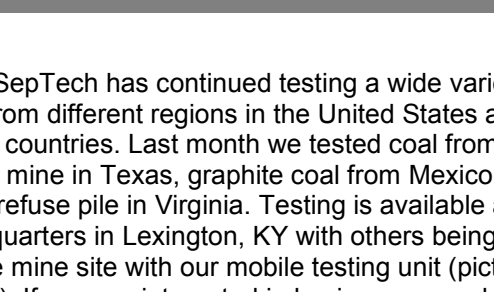 SepTech has continued testing a wide vari
rom different regions in the United States a
countries. Last month we tested coal from
mine in Texas, graphite coal from Mexico
refuse pile in Virginia. Testing is available a
quarters in Lexington, KY with others being
e mine site with our mobile testing unit (pict